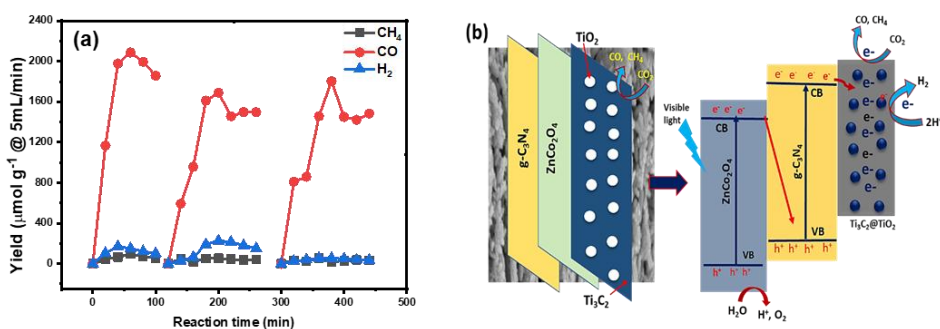 (a)
CH4
CO
H2
Yield (μmol g-1 @ 5mL/min)
2400
2000
1600
1200
800
400
0
0 100 200 300 400 500
Reaction time (min)
(b)
TiO2
CO, CH4
CO2
g-C3N4
ZnCo2O4
Ti3C2
Visible
light
e- e- e-
CB
ZnCo2O4
VB
h+ h+ h+
H2O
H+, O2
e- e- e- e-
CB
g-C3N4
VB
h+ h+ h+ h+
CO, CH4
e-
CO2
e-
e-
e- e-
e-
e-
e-
e- e-
e-
H2
e-
2H
Ti3C2@TiO2